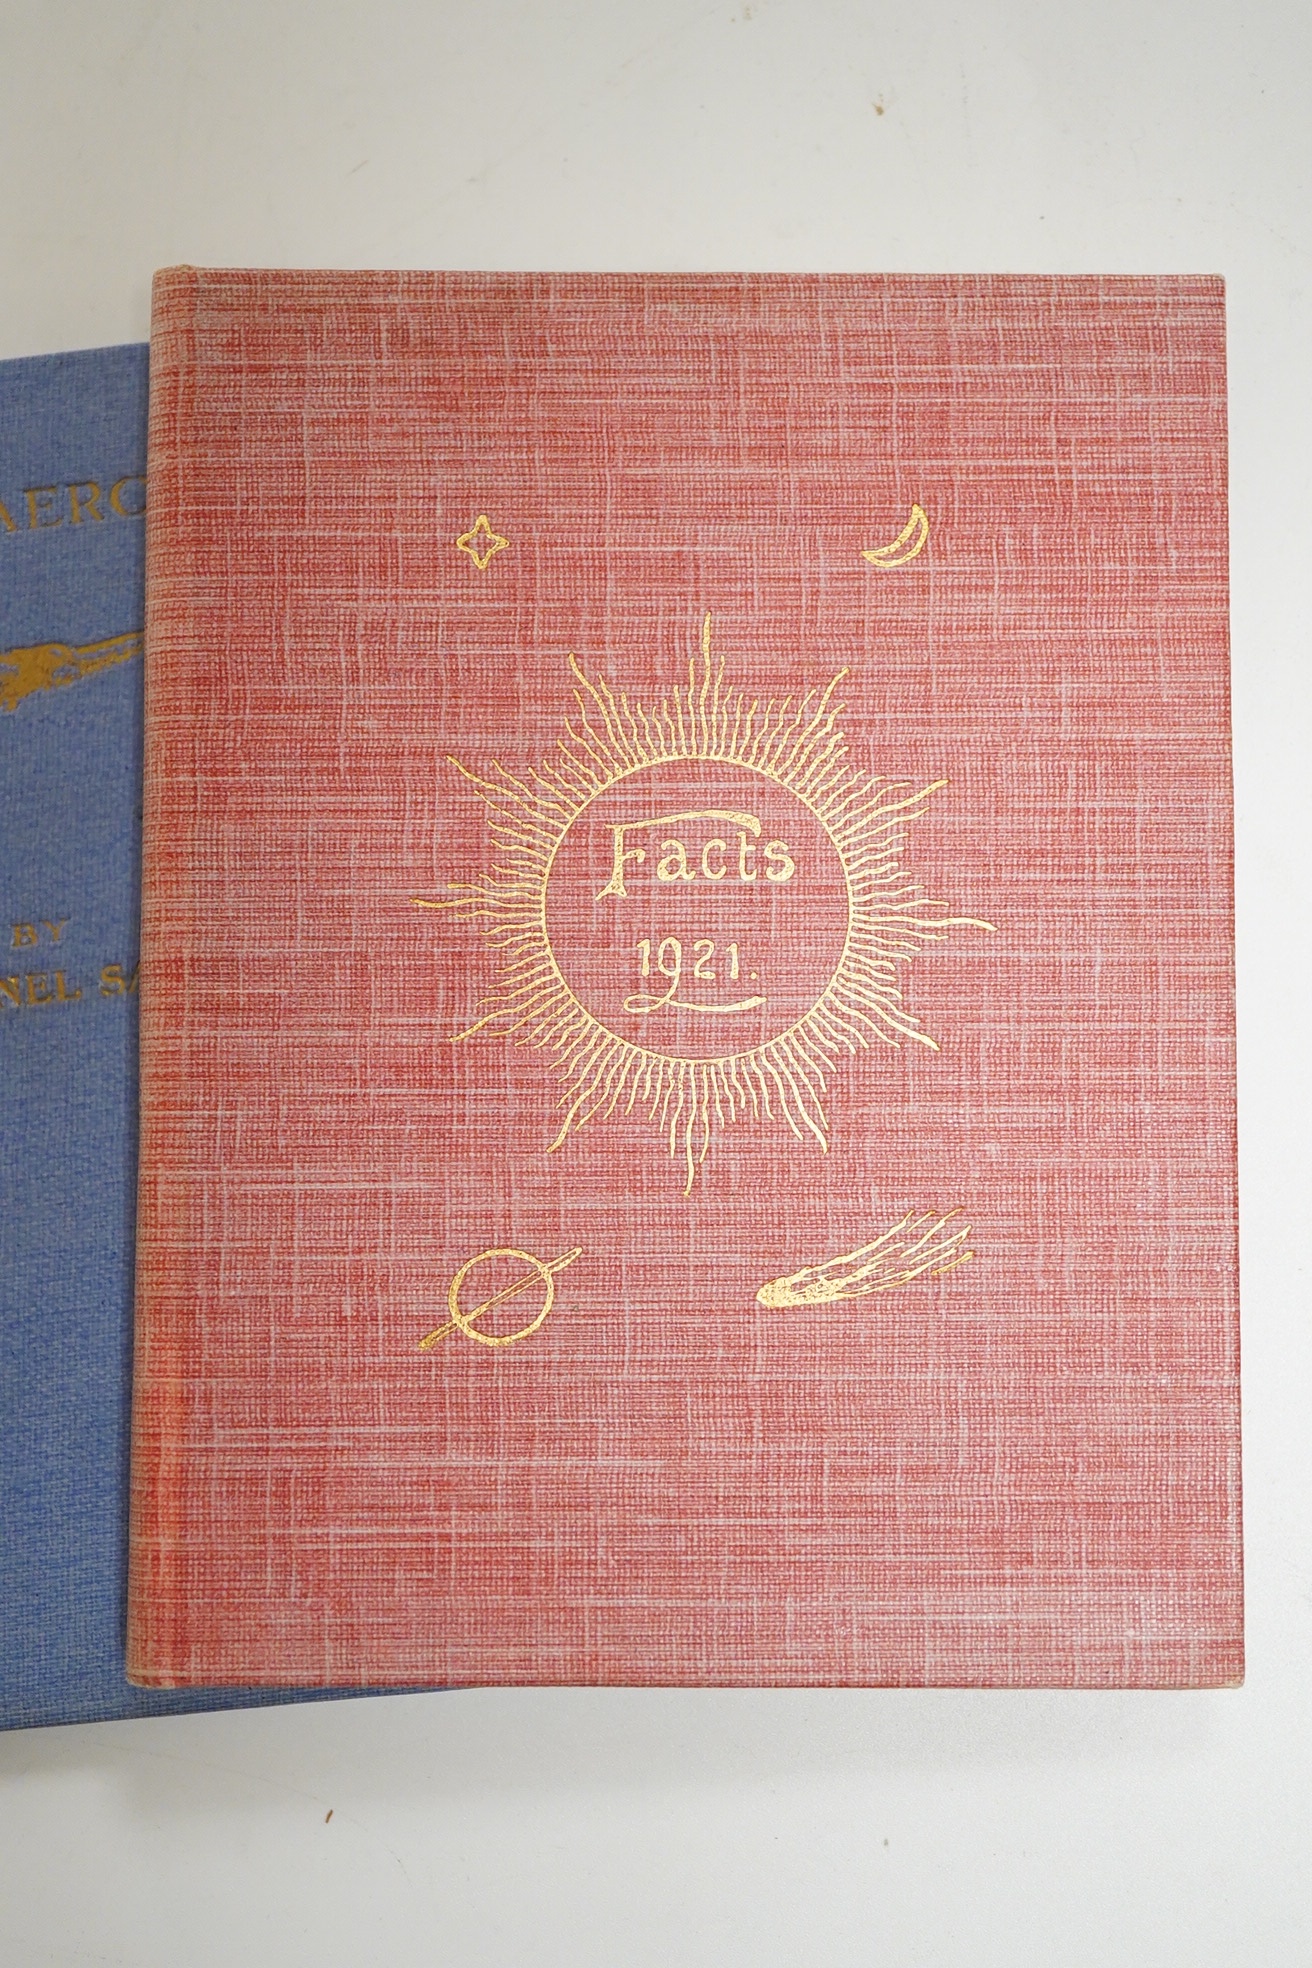 AERO
BY
NEL SA
Facts
1921.